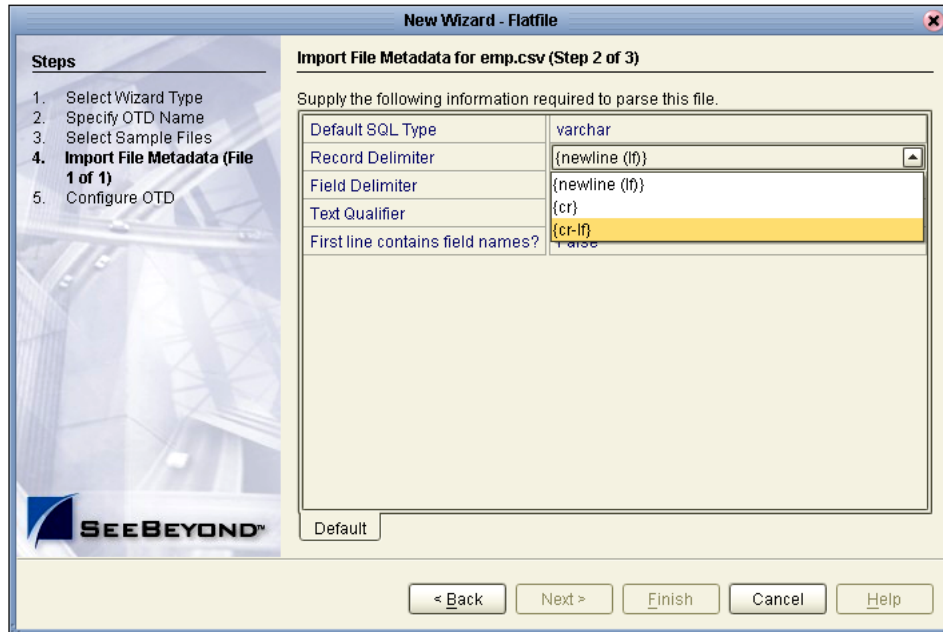 New Wizard - Flatfile
Steps
1. Select Wizard Type
2. Specify OTD Name
3. Select Sample Files
4. Import File Metadata (File
1 of 1)
5. Configure OTD
SEEBEYOND™
Import File Metadata for emp.csv (Step 2 of 3)
Supply the following information required to parse this file.
Default SQL Type varchar
Record Delimiter {newline (lf)}
Field Delimiter {newline (lf)}
Text Qualifier {cr}
{cr-lf}
First line contains field names? False
Default
< Back Next > Finish Cancel Help